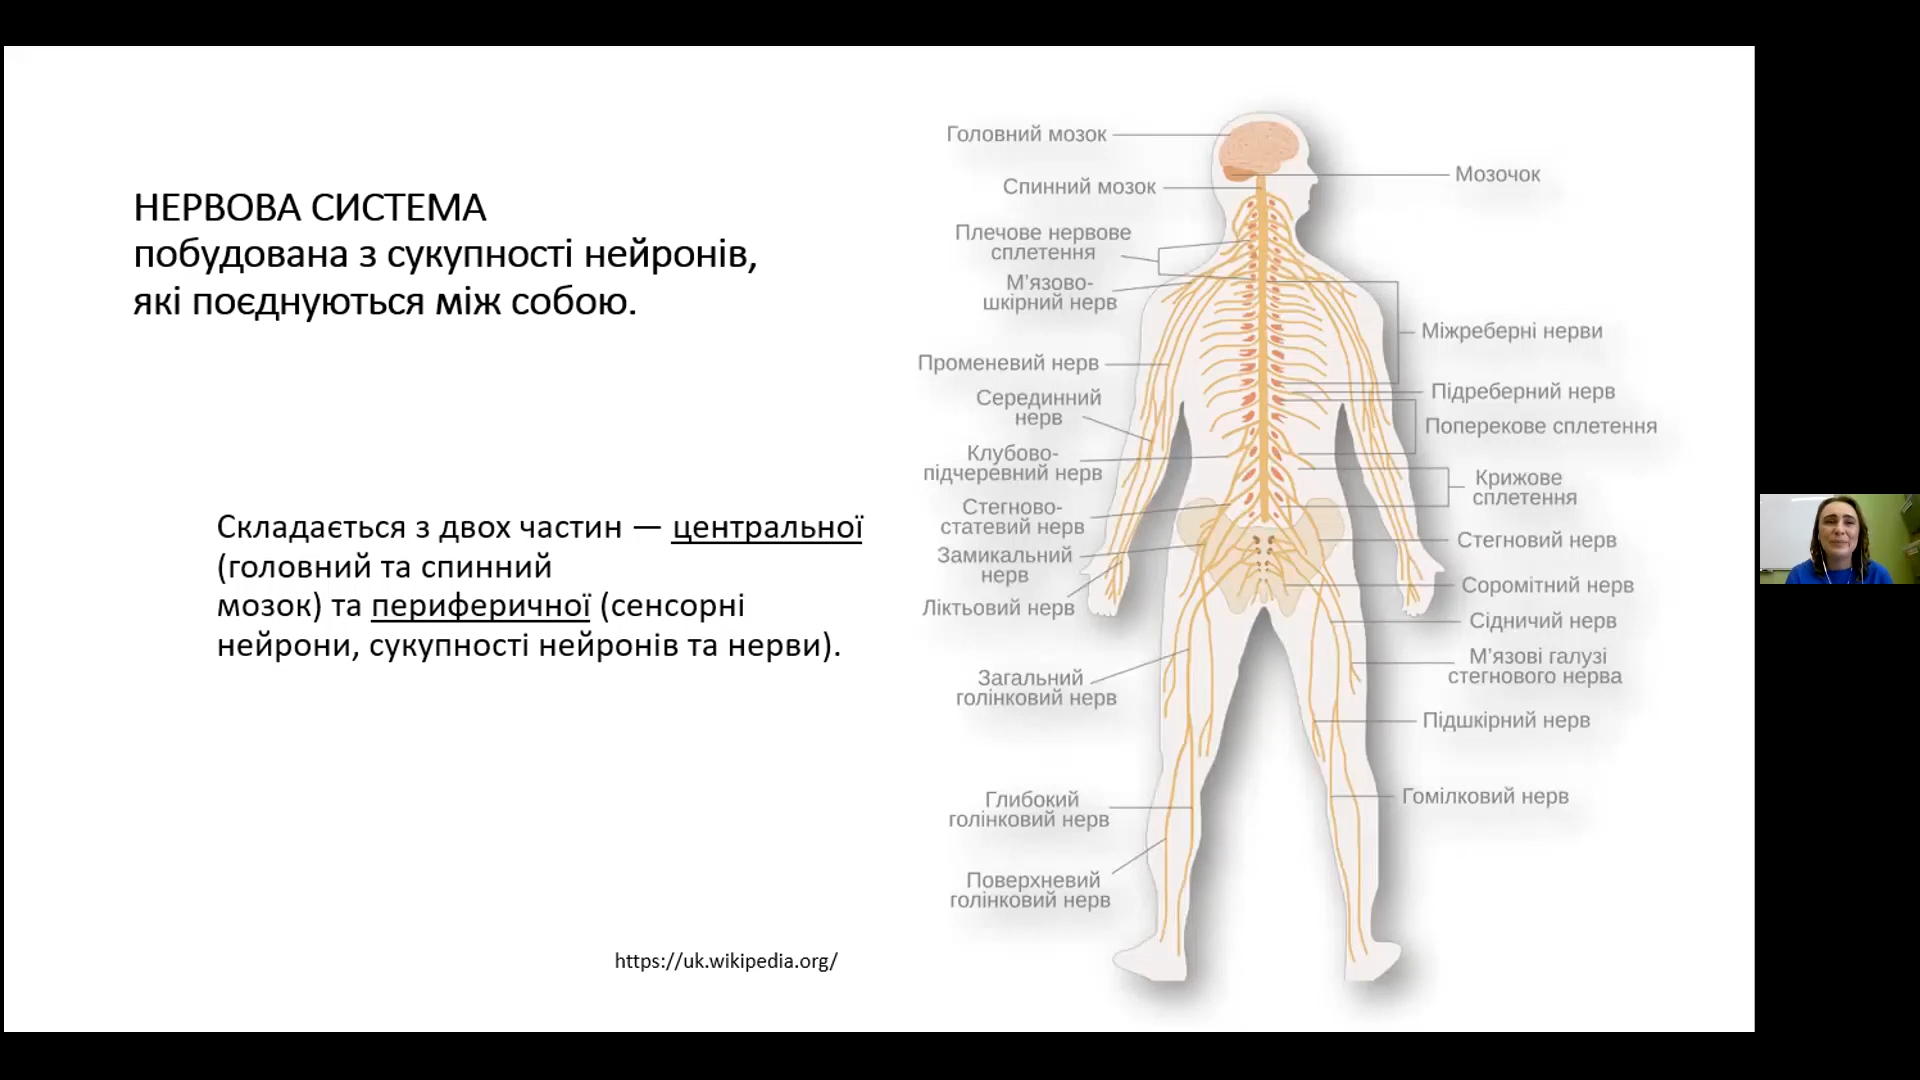 НЕРВОВА СИСТЕМА
побудована з сукупності нейронів,
які поєднуються між собою.
Складається з двох частин — центральної
(головний та спинний
мозок) та периферичної (сенсорні
нейрони, сукупності нейронів та нерви).
https://uk.wikipedia.org/
Головний мозок
Спинний мозок
Плечове нервове
сплетення
М'язово-
шкірний нерв
Променевий нерв
Серединний
нерв
Клубово-
підчеревний нерв
Стегново-
статевий нерв
Замикальний
нерв
Ліктьовий нерв
Загальний
голінковий нерв
Глибокий
голінковий нерв
Поверхневий
голінковий нерв
Мозочок
Міжреберні нерви
Підреберний нерв
Поперекове сплетення
Крижове
сплетення
Стегновий нерв
Соромітний нерв
Сідничий нерв
М'язові галузі
стегнового нерва
Підшкірний нерв
Гомілковий нерв